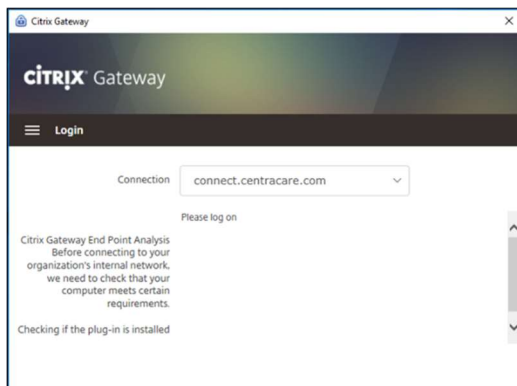 Citrix Gateway
citrix Gateway
Login
Connection
connect.centracare.com
Please log on
Citrix Gateway End Point Analysis
Before connecting to your
organization's internal network,
we need to check that your
computer meets certain
requirements.
Checking if the plug-in is installed